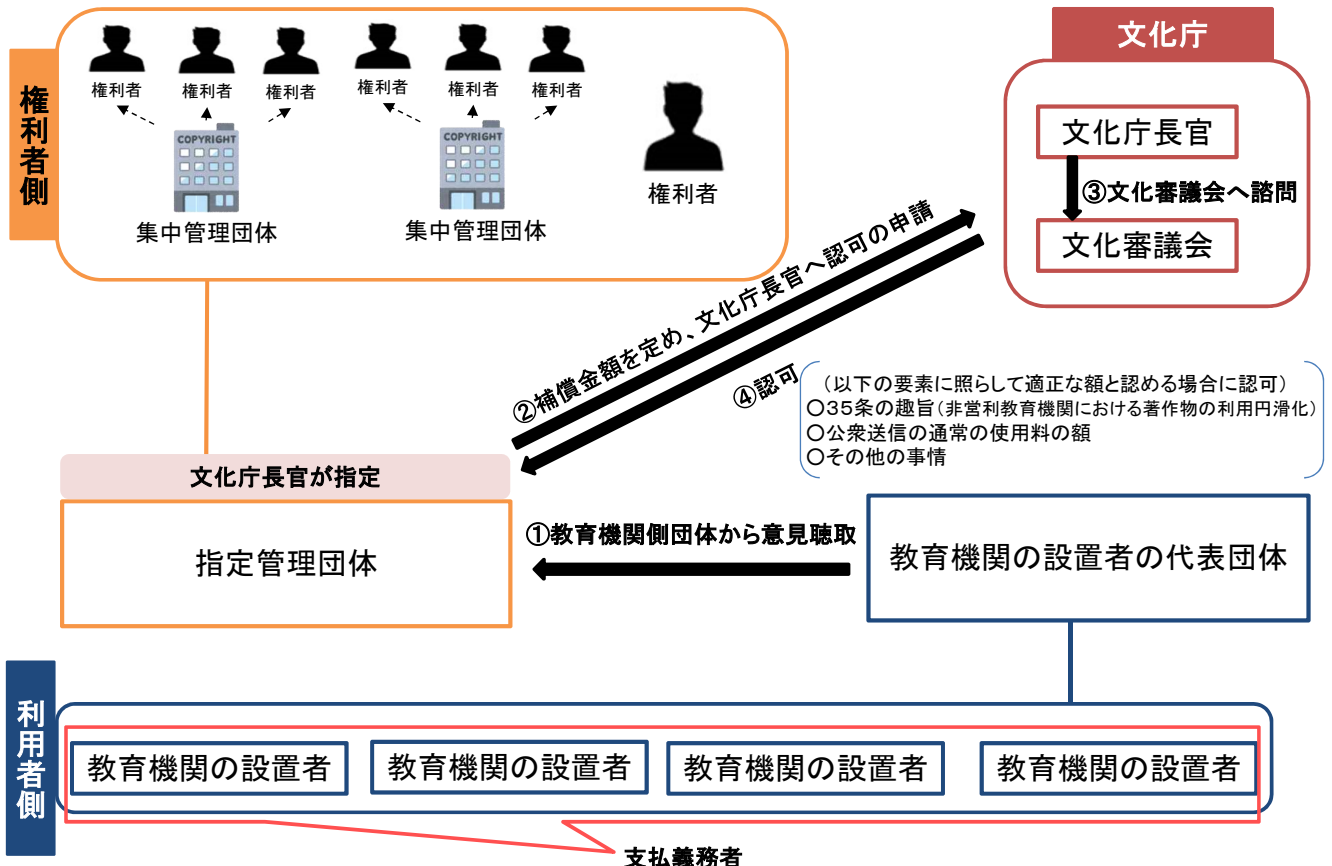 権利者側
権利者
権利者
権利者
権利者
権利者
権利者
COPYRIGHT
COPYRIGHT
集中管理団体
集中管理団体
権利者
文化庁
文化庁長官
③文化審議会へ諮問
文化審議会
②補償金額を定め、文化庁長官へ認可の申請
④認可
(以下の要素に照らして適正な額と認める場合に認可)
○35条の趣旨(非営利教育機関における著作物の利用円滑化)
○公衆送信の通常の使用料の額
○その他の事情
文化庁長官が指定
指定管理団体
①教育機関側団体から意見聴取
教育機関の設置者の代表団体
利用者側
教育機関の設置者
教育機関の設置者
教育機関の設置者
教育機関の設置者
支払義務者